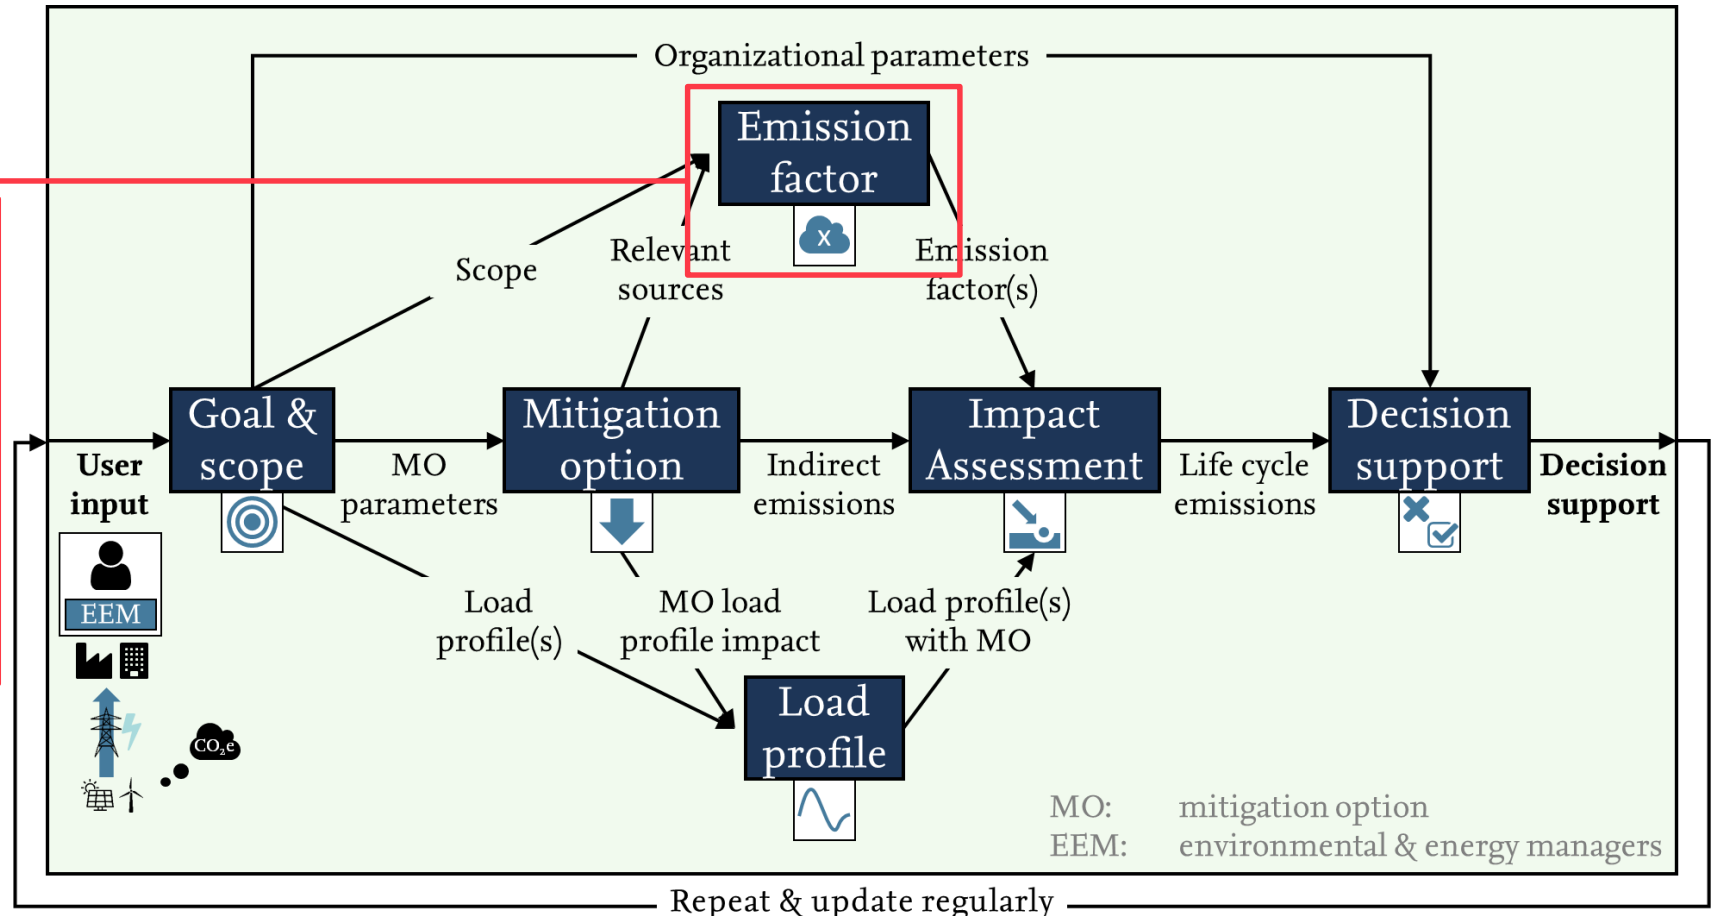 Organizational parameters
Emission
factor
x
Scope
Relevant
sources
Emission
factor(s)
Goal &
scope
Mitigation
option
Impact
Assessment
Decision
support
User
input
MO
parameters
Indirect
emissions
Life cycle
emissions
Decision
support
EEM
Load
profile(s)
MO load
profile impact
Load profile(s)
with MO
Load
profile
CO₂e
MO: mitigation option
EEM: environmental & energy managers
Repeat & update regularly